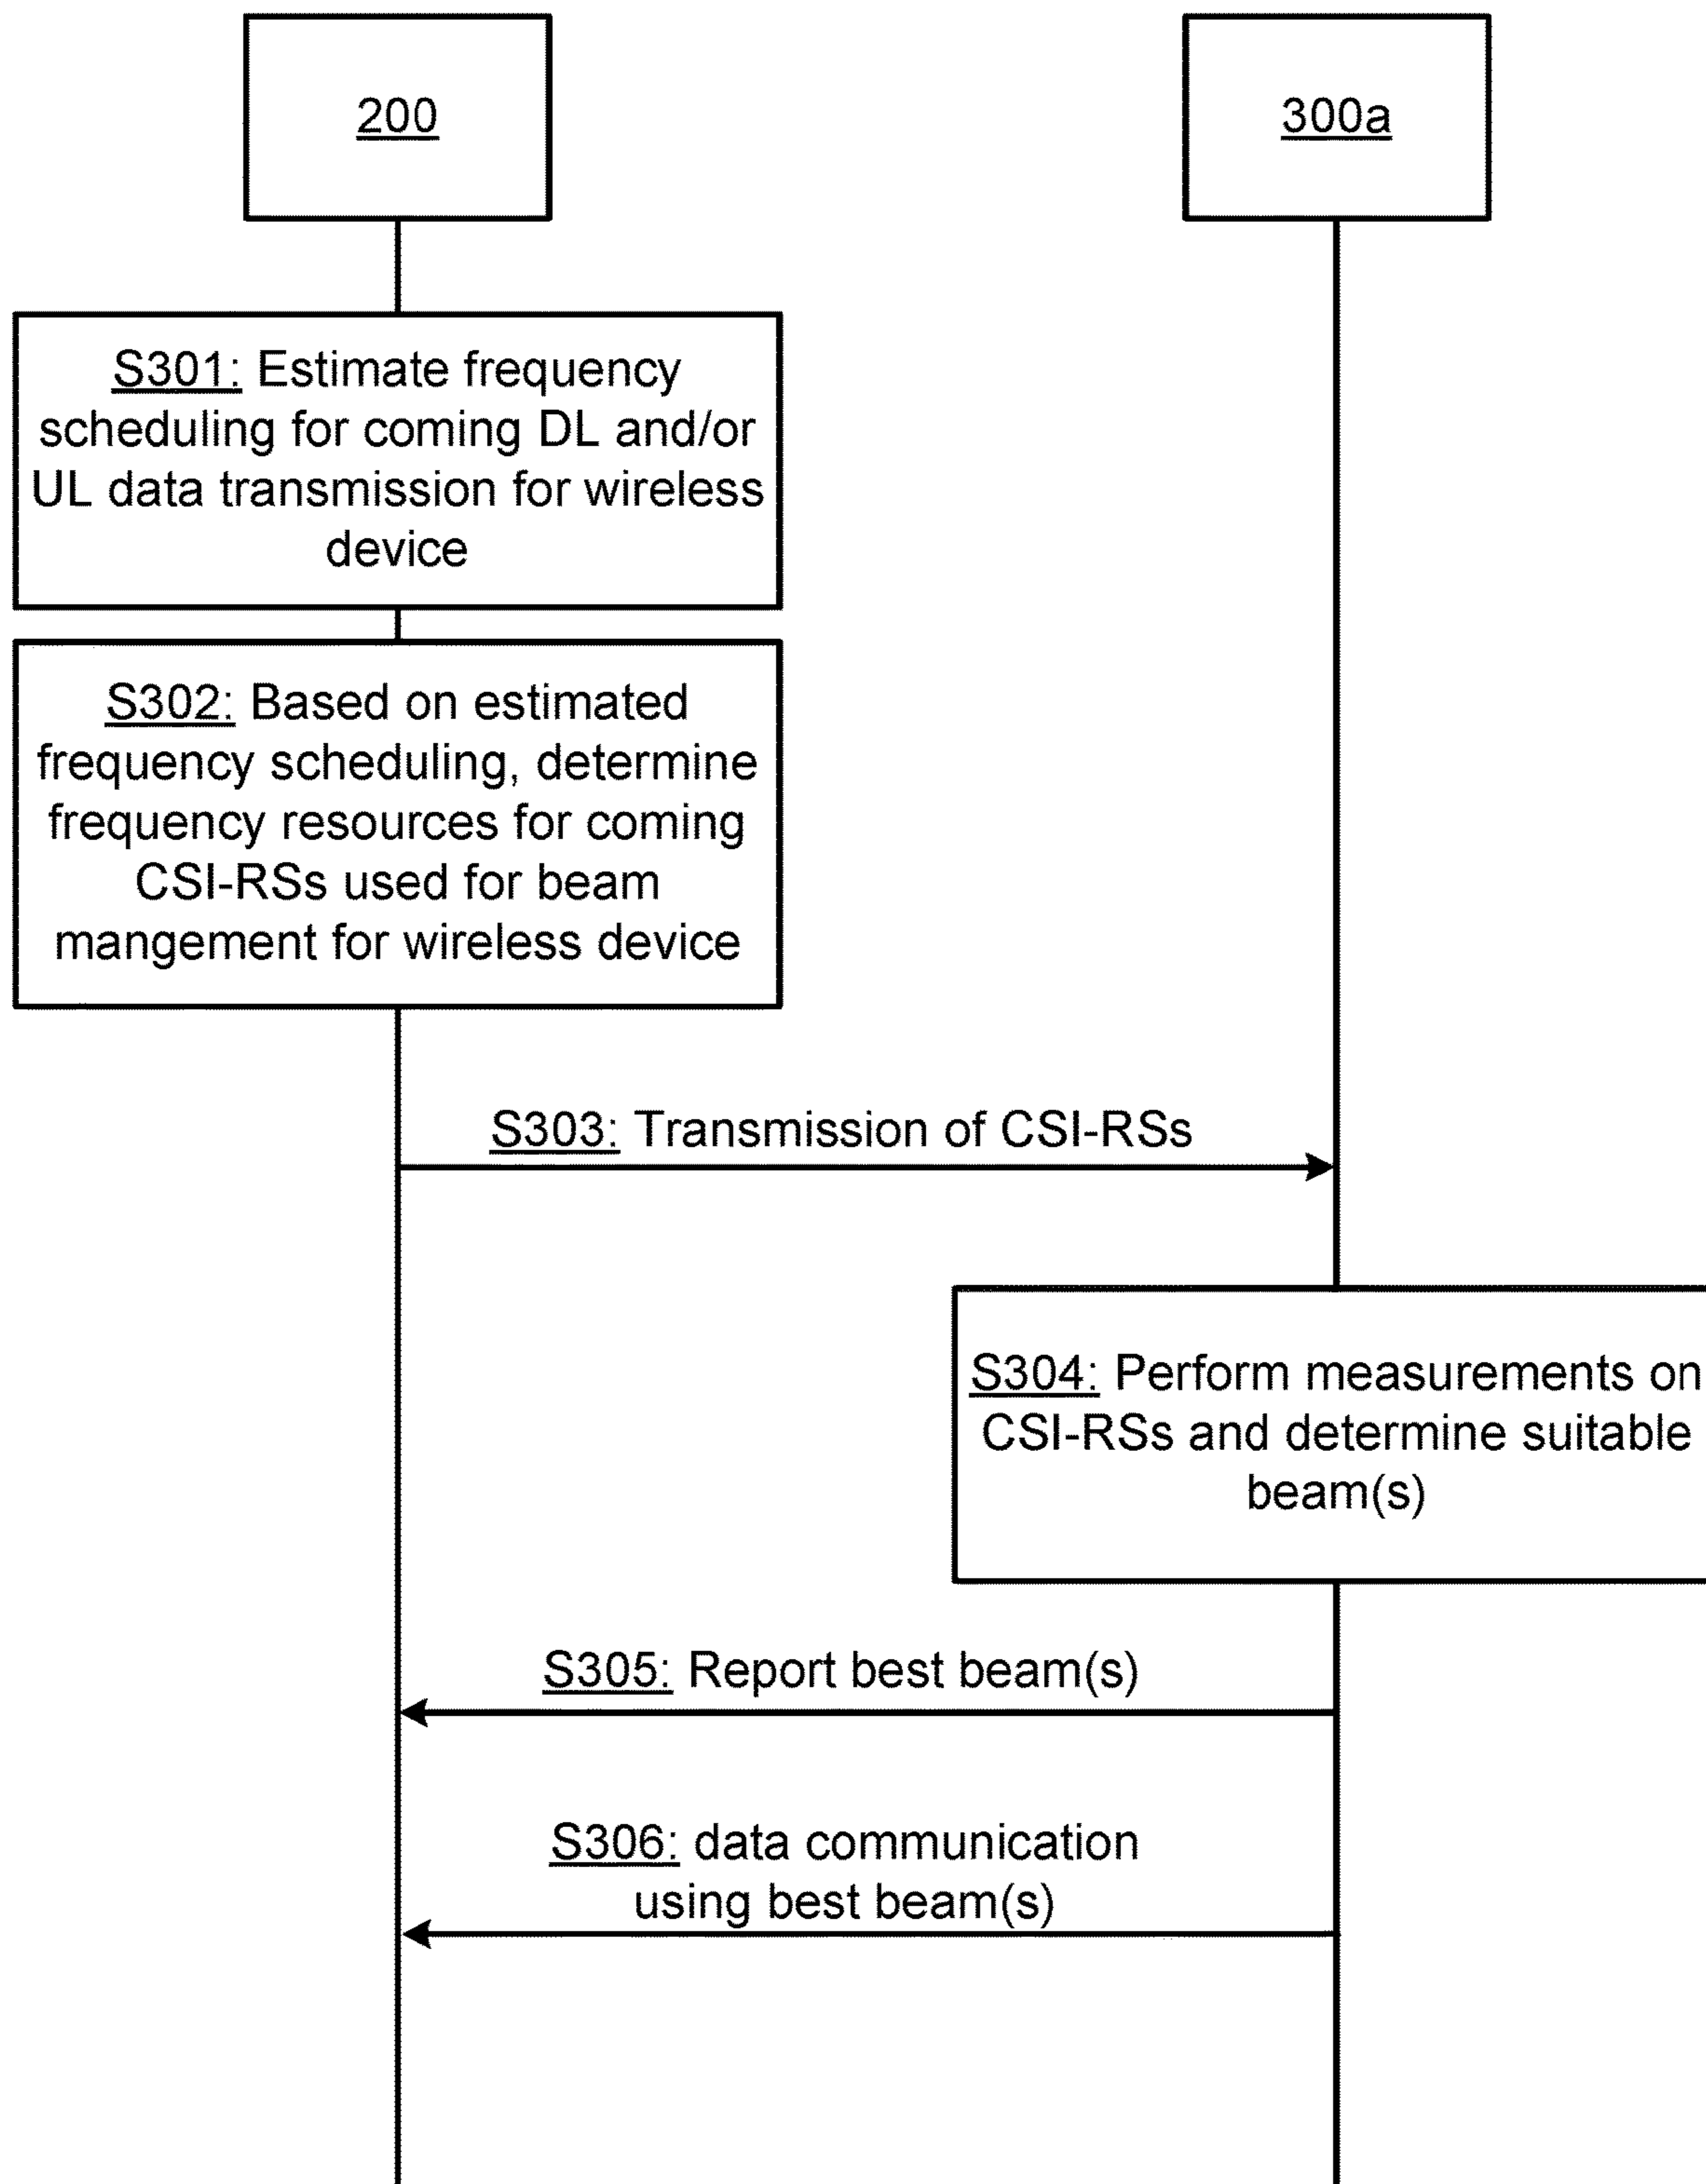 200
300a
S301: Estimate frequency
scheduling for coming DL and/or
UL data transmission for wireless
device
S302: Based on estimated
frequency scheduling, determine
frequency resources for coming
CSI-RSs used for beam
mangement for wireless device
S303: Transmission of CSI-RSs
S304: Perform measurements on
CSI-RSs and determine suitable
beam(s)
S305: Report best beam(s)
S306: data communication
using best beam(s)